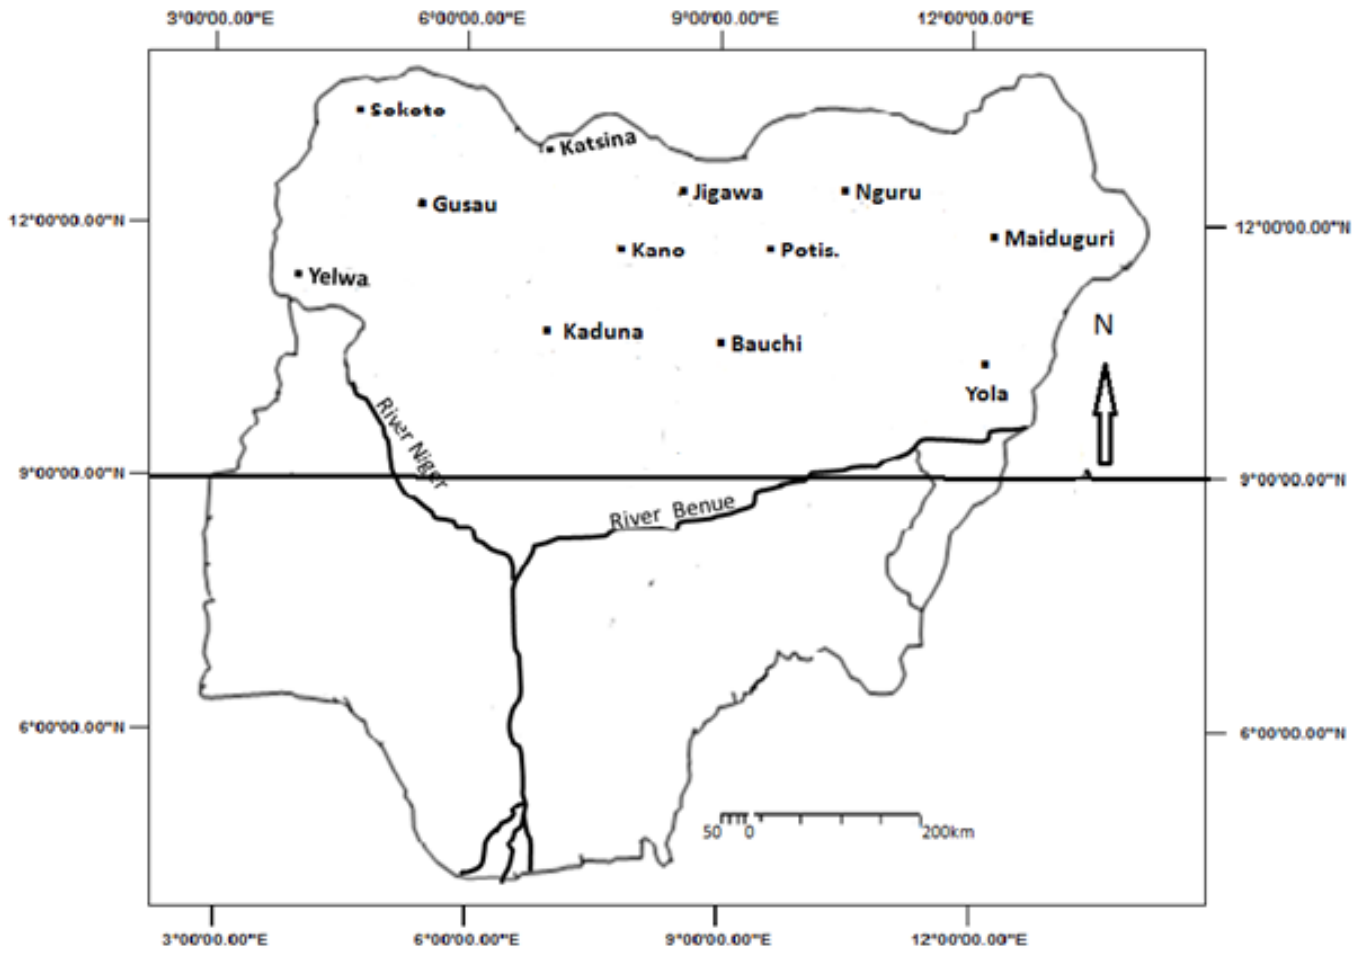 3°00'00.00"E 6°00'00.00"E 9°00'00.00"E 12°00'00.00"E
Sokoto
Katsina
Jigawa
Nguru
Gusau
12°00'00.00"N
12°00'00.00"N
Maiduguri
Kano
Potis.
Yelwa
N
Kaduna
Bauchi
Yola
River Niger
9°00'00.00"N
9°00'00.00"N
River Benue
6°00'00.00"N
6°00'00.00"N
50 0 200km
3°00'00.00"E 6°00'00.00"E 9°00'00.00"E 12°00'00.00"E